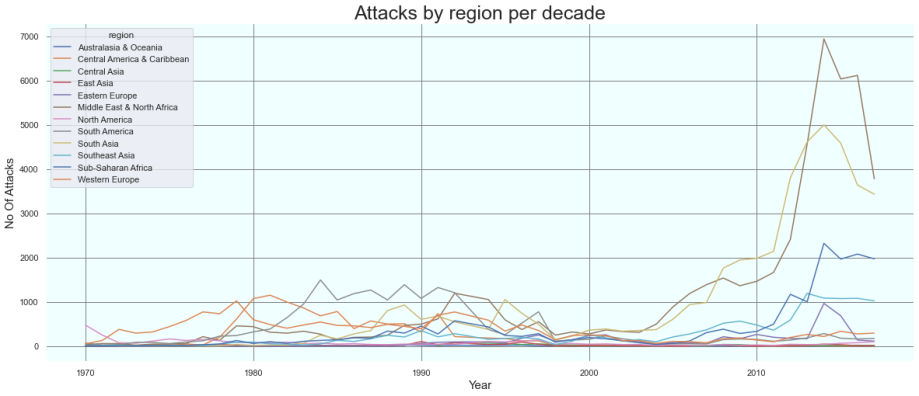 Attacks by region per decade
region
Australasia & Oceania
Central America & Caribbean
Central Asia
East Asia
Eastern Europe
Middle East & North Africa
North America
South America
South Asia
Southeast Asia
Sub-Saharan Africa
Western Europe
7000
6000
5000
4000
3000
2000
1000
0
No Of Attacks
1970
1980
1990
2000
2010
Year